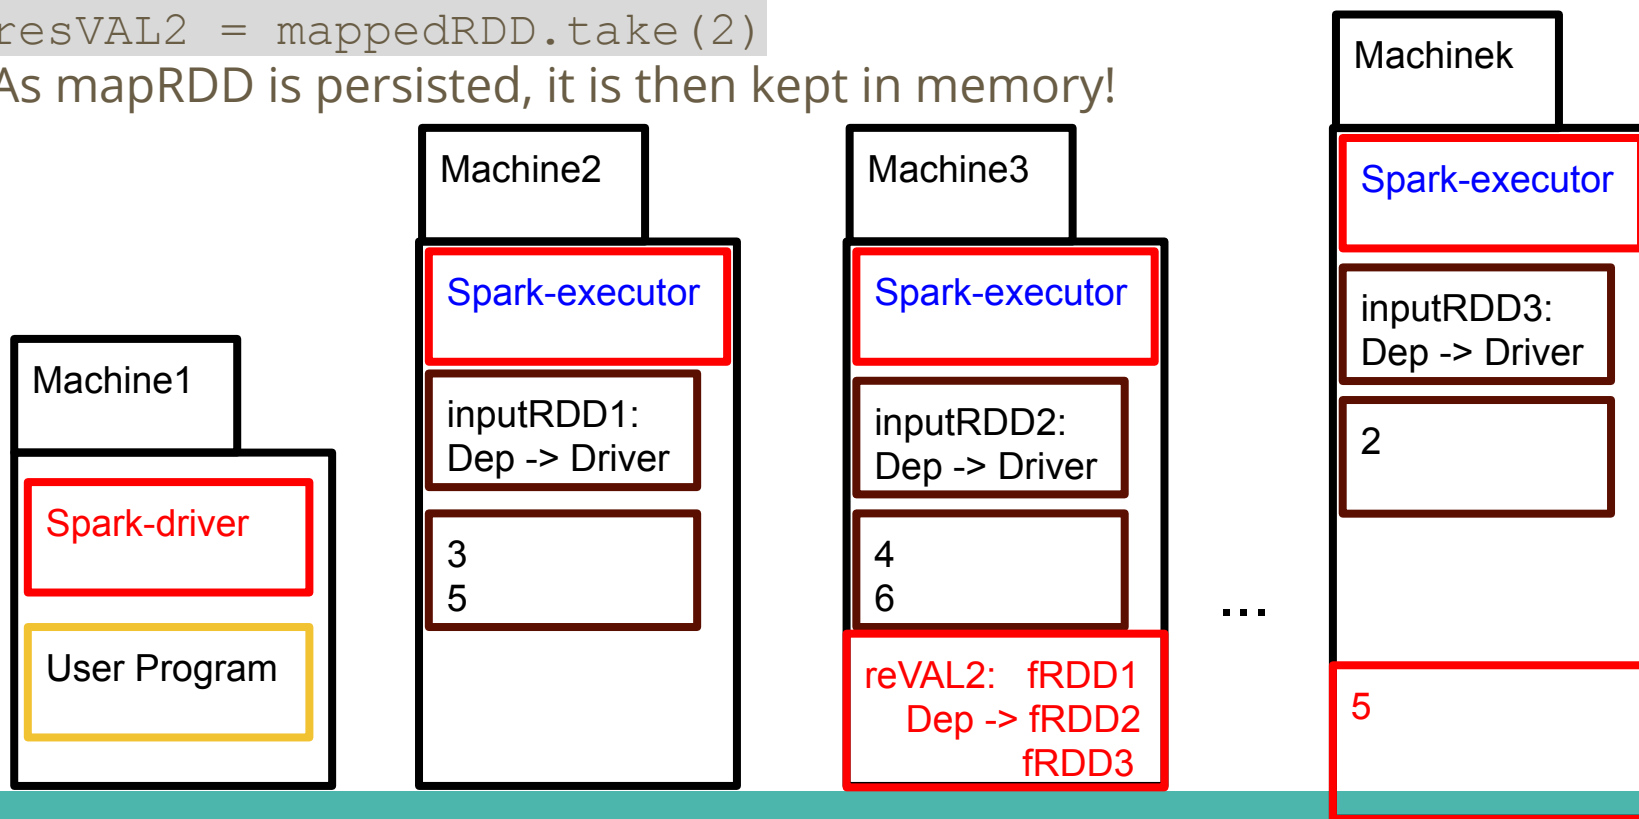 resVAL2 = mappedRDD.take(2)
As mapRDD is persisted, it is then kept in memory!
Machine1
Spark-driver
User Program
Machine2
Spark-executor
inputRDD1:
Dep -> Driver
3
5
Machine3
Spark-executor
inputRDD2:
Dep -> Driver
4
6
reVAL2: fRDD1
Dep -> fRDD2
fRDD3
...
Machinek
Spark-executor
inputRDD3:
Dep -> Driver
2
5